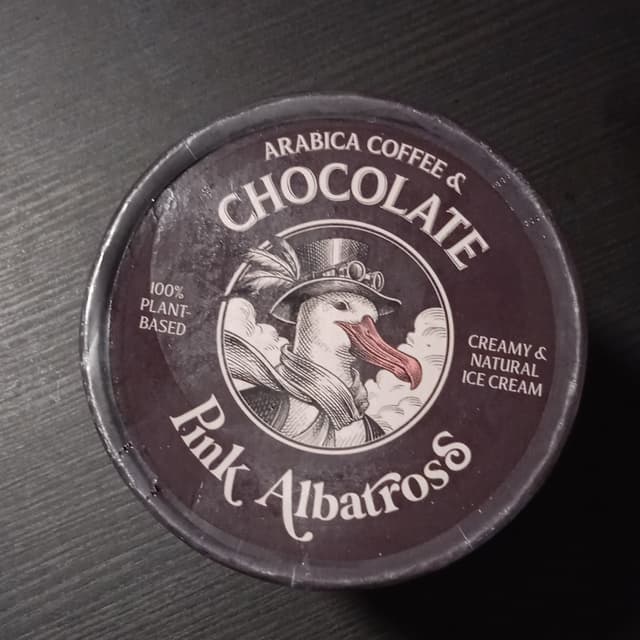 ARABICA COFFEE &
CHOCOLATE
100%
PLANT-
BASED
CREAMY &
NATURAL
ICE CREAM
Pink Albatross